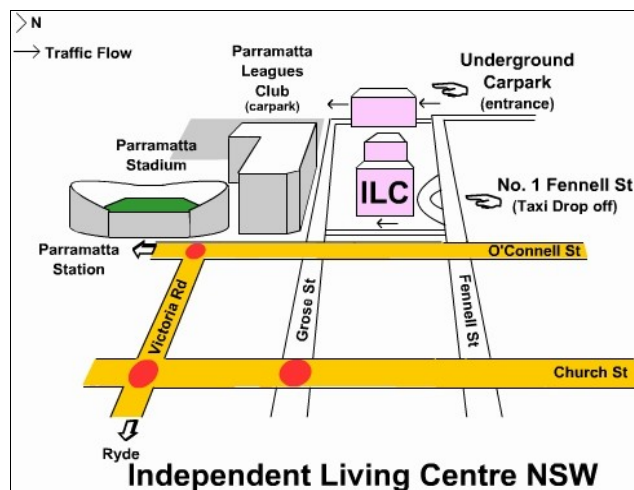 N
Traffic Flow
Parramatta
Leagues
Club
(carpark)
Underground
Carpark
(entrance)
Parramatta
Stadium
ILC
No. 1 Fennell St
(Taxi Drop off)
Parramatta
Station
O'Connell St
Victoria Rd
Grose St
Fennell St
Church St
Ryde
Independent Living Centre NSW